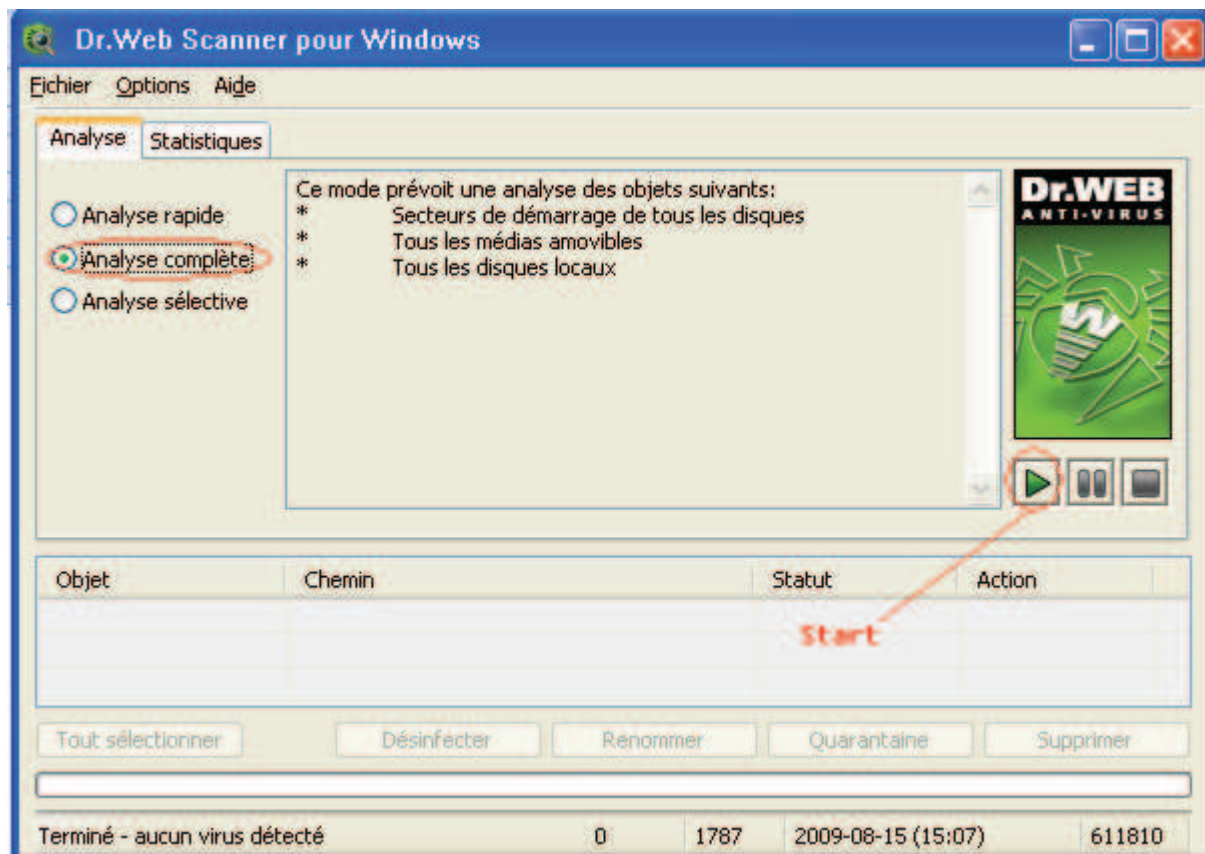 Dr.Web Scanner pour Windows
Fichier Options Aide
Analyse Statistiques
Analyse rapide
Analyse complète
Analyse sélective
Ce mode prévoit une analyse des objets suivants:
* Secteurs de démarrage de tous les disques
* Tous les médias amovibles
* Tous les disques locaux
Dr.WEB
ANTI-VIRUS
W
Objet Chemin Statut Action
Start
Tout sélectionner Désinfecter Renommer Quarantaine Supprimer
Terminé - aucun virus détecté 0 1787 2009-08-15 (15:07) 611810